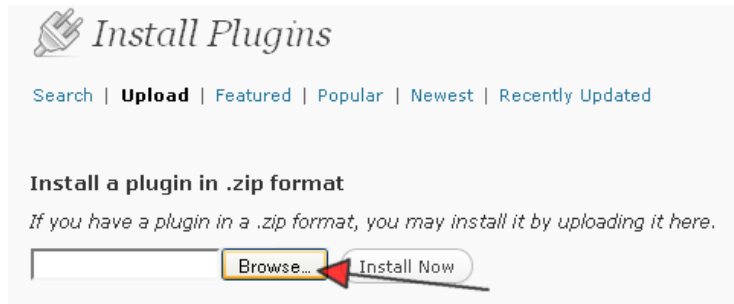 Install Plugins
Search | Upload | Featured | Popular | Newest | Recently Updated
Install a plugin in .zip format
If you have a plugin in a .zip format, you may install it by uploading it here.
Browse... Install Now